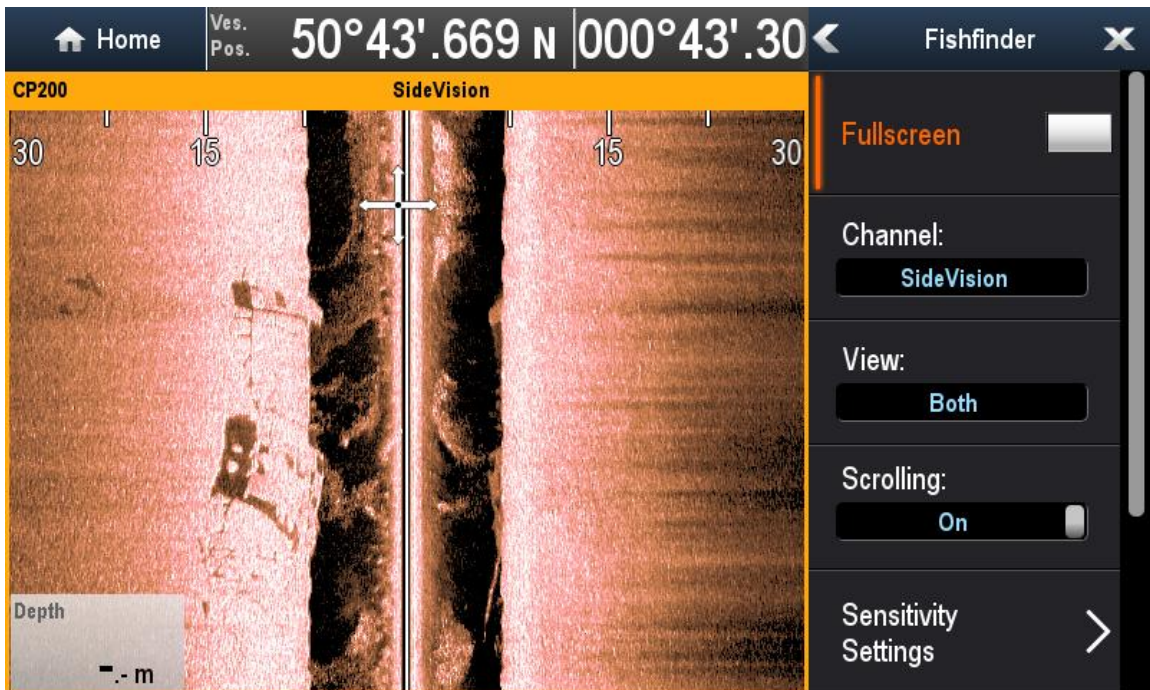 Home
Ves.
Pos.
50°43'.669 N
000°43'.30
Fishfinder
X
CP200
SideVision
30
15
15
30
Fullscreen
Channel:
SideVision
View:
Both
Scrolling:
On
Sensitivity
Settings
Depth
-.- m